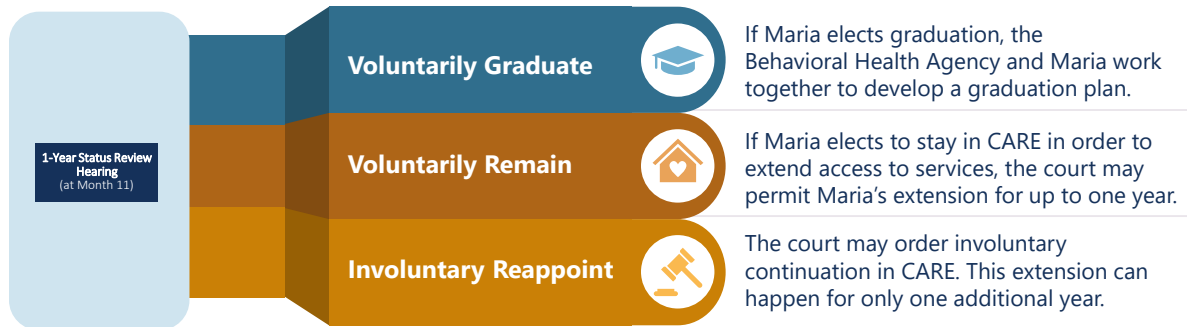 1-Year Status Review
Hearing
(at Month 11)
Voluntarily Graduate
If Maria elects graduation, the
Behavioral Health Agency and Maria work
together to develop a graduation plan.
Voluntarily Remain
If Maria elects to stay in CARE in order to
extend access to services, the court may
permit Maria’s extension for up to one year.
Involuntary Reappoint
The court may order involuntary
continuation in CARE. This extension can
happen for only one additional year.